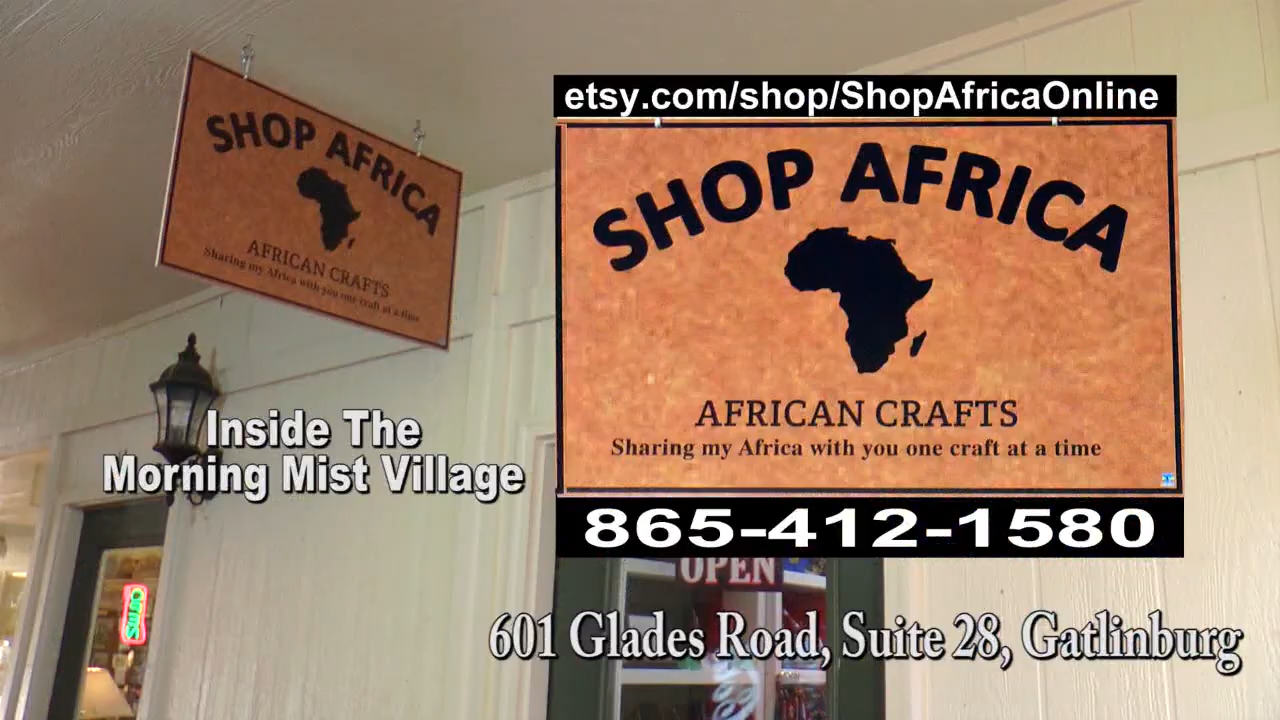 SHOP AFRICA
AFRICAN CRAFTS
Sharing my Africa with you one craft at a time
etsy.com/shop/ShopAfricaOnline
SHOP AFRICA
AFRICAN CRAFTS
Sharing my Africa with you one craft at a time
865-412-1580
Inside The
Morning Mist Village
OPEN
OPEN
601 Glades Road, Suite 28, Gatlinburg